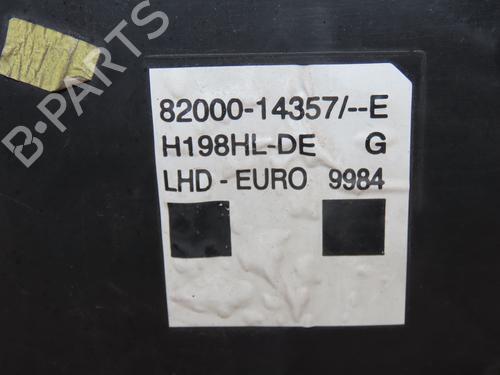 B-PARTS
82000-14357/--E
H198HL-DE G
LHD - EURO 9984